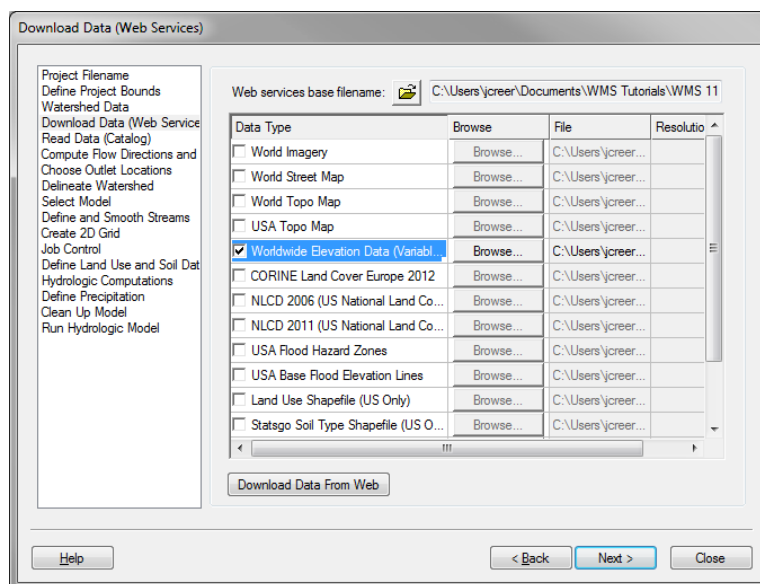 Download Data (Web Services)
Project Filename
Define Project Bounds
Watershed Data
Download Data (Web Service
Read Data (Catalog)
Compute Flow Directions and
Choose Outlet Locations
Delineate Watershed
Select Model
Define and Smooth Streams
Create 2D Grid
Job Control
Define Land Use and Soil Dat
Hydrologic Computations
Define Precipitation
Clean Up Model
Run Hydrologic Model
Web services base filename: C:\Users\jcreer\Documents\WMS Tutorials\WMS 11
Data Type Browse File Resolutio
World Imagery Browse... C:\Users\jcreer...
World Street Map Browse... C:\Users\jcreer...
World Topo Map Browse... C:\Users\jcreer...
USA Topo Map Browse... C:\Users\jcreer...
Worldwide Elevation Data (Variabl... Browse... C:\Users\jcreer...
CORINE Land Cover Europe 2012 Browse... C:\Users\jcreer...
NLCD 2006 (US National Land Co... Browse... C:\Users\jcreer...
NLCD 2011 (US National Land Co... Browse... C:\Users\jcreer...
USA Flood Hazard Zones Browse... C:\Users\jcreer...
USA Base Flood Elevation Lines Browse... C:\Users\jcreer...
Land Use Shapefile (US Only) Browse... C:\Users\jcreer...
Statsgo Soil Type Shapefile (US O... Browse... C:\Users\jcreer...
Download Data From Web
Help < Back Next > Close